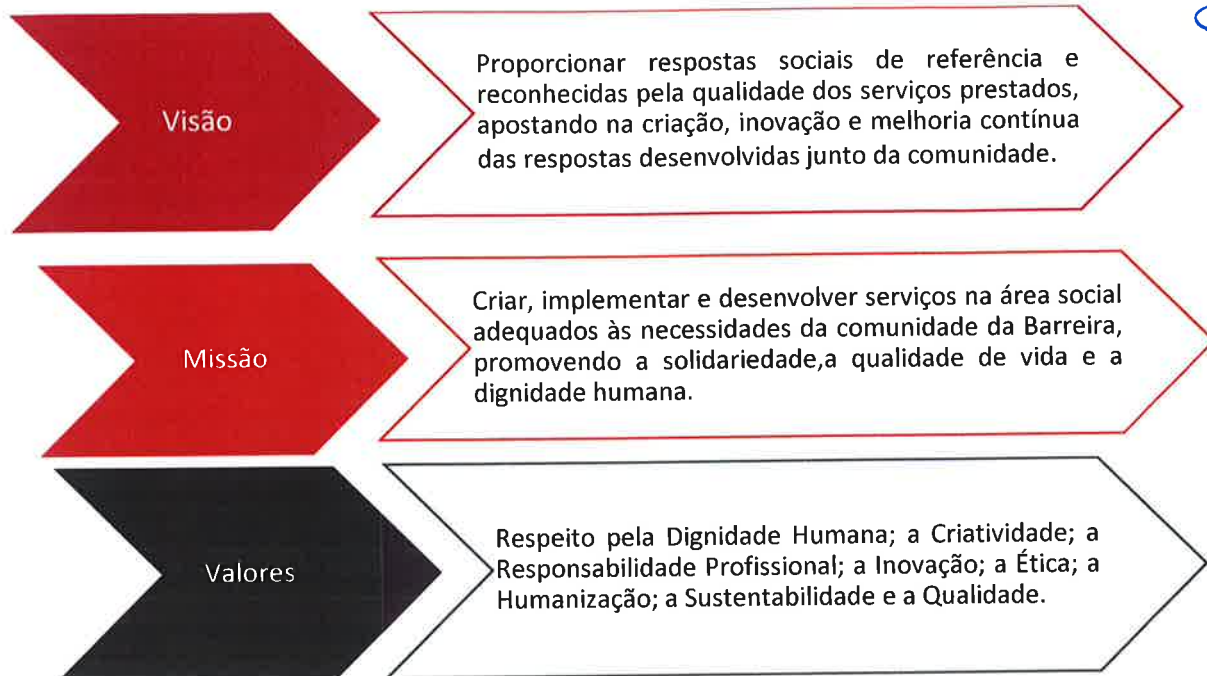 Visão
Proporcionar respostas sociais de referência e
reconhecidas pela qualidade dos serviços prestados,
apostando na criação, inovação e melhoria contínua
das respostas desenvolvidas junto da comunidade.
Missão
Criar, implementar e desenvolver serviços na área social
adequados às necessidades da comunidade da Barreira,
promovendo a solidariedade,a qualidade de vida e a
dignidade humana.
Valores
Respeito pela Dignidade Humana; a Criatividade; a
Responsabilidade Profissional; a Inovação; a Ética; a
Humanização; a Sustentabilidade e a Qualidade.